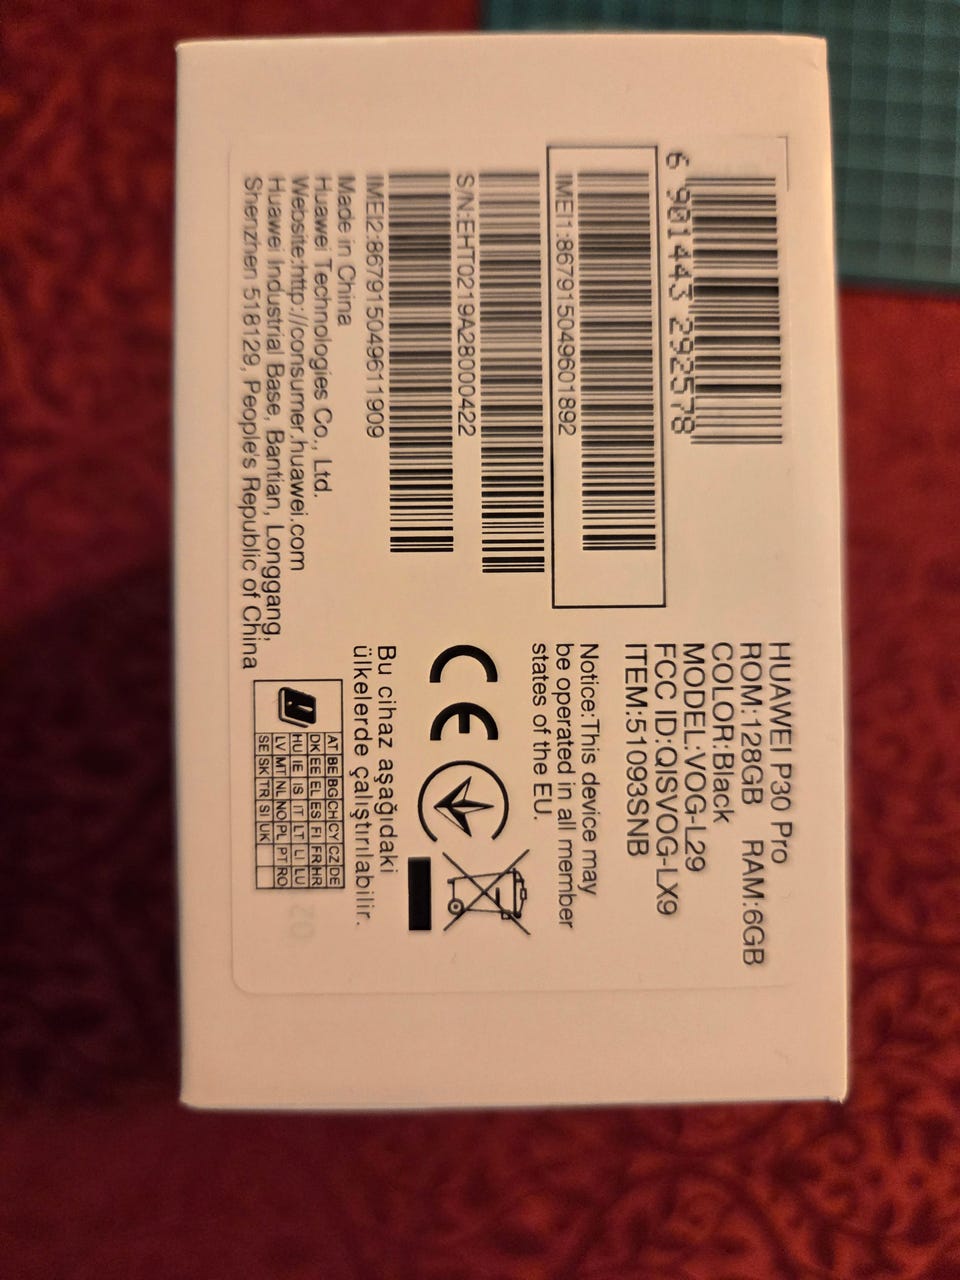 6 901443 292578
IMEI1:867915049601892
S/N:EHT0219A28000422
IMEI2:867915049611909
Made in China
Huawei Technologies Co., Ltd.
Website:http://consumer.huawei.com
Huawei Industrial Base, Bantian, Longgang,
Shenzhen 518129, People's Republic of China
HUAWEI P30 Pro
ROM:128GB RAM:6GB
COLOR:Black
MODEL:VOG-L29
FCC ID:QISVOG-LX9
ITEM:51093SNB
Notice:This device may
be operated in all member
states of the EU.
CE
Bu cihaz aşağıdaki
ülkelerde çalıştırılabilir.
AT BE BG CH CY CZ DE
DK EE EL ES FI FR HR
HU IE IS IT LT LI LU
LV MT NL NO PL PT RO
SE SK TR SI UK
02